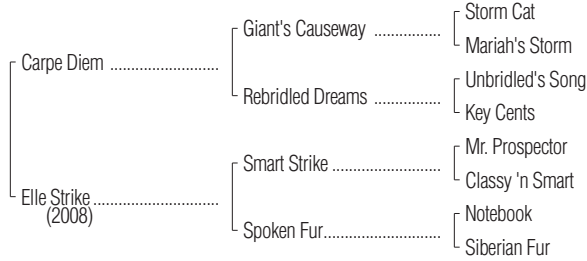 Storm Cat
Giant's Causeway ................
Mariah's Storm
Carpe Diem ..........................
Unbridled's Song
Rebridled Dreams ................
Key Cents
Mr. Prospector
Smart Strike ..........................
Classy 'n Smart
Elle Strike ..............................
(2008)
Notebook
Spoken Fur............................
Siberian Fur